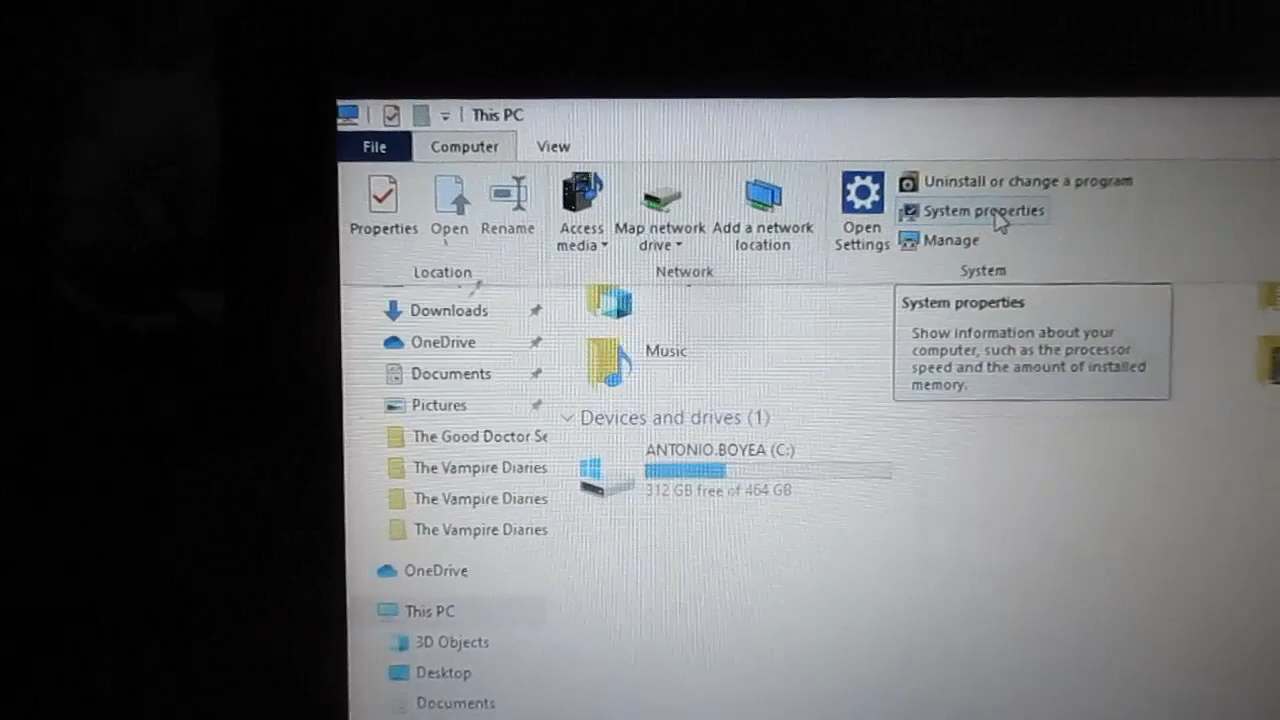 This PC
File
Computer
View
Properties
Open
Rename
Access media
Map network drive
Add a network location
Open Settings
Uninstall or change a program
System properties
Manage
Location
Network
System
Downloads
OneDrive
Documents
Pictures
The Good Doctor Se
The Vampire Diaries
The Vampire Diaries
The Vampire Diaries
OneDrive
This PC
3D Objects
Desktop
Documents
Music
Devices and drives (1)
ANTONIO.BOYEA (C:)
312 GB free of 464 GB
System properties
Show information about your
computer, such as the processor
speed and the amount of installed
memory.